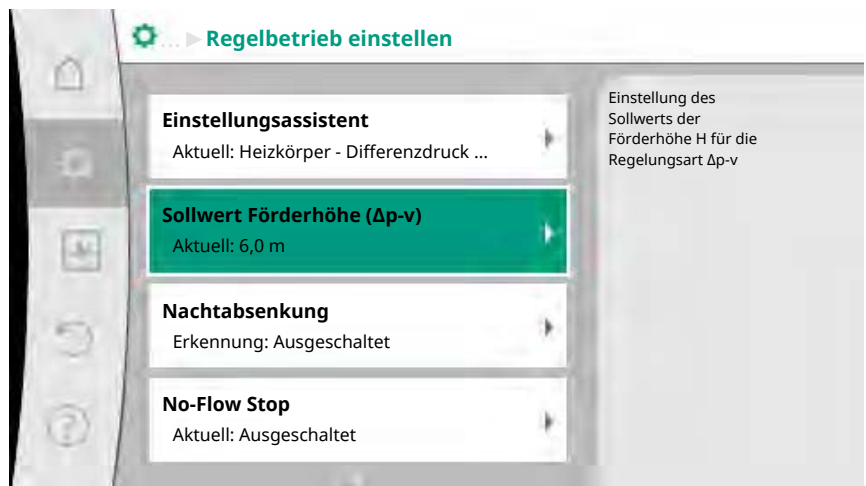 ... ▶ Regelbetrieb einstellen
Einstellungsassistent
Aktuell: Heizkörper - Differenzdruck ...
Sollwert Förderhöhe (Δp-v)
Aktuell: 6,0 m
Nachtabsenkung
Erkennung: Ausgeschaltet
No-Flow Stop
Aktuell: Ausgeschaltet
Einstellung des
Sollwerts der
Förderhöhe H für die
Regelungsart Δp-v